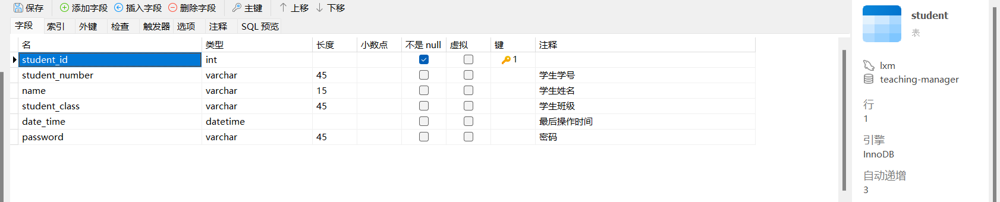 保存 添加字段 插入字段 删除字段 主键 上移 下移
字段 索引 外键 检查 触发器 选项 注释 SQL 预览
名 类型 长度 小数点 不是 null 虚拟 键 注释
student_id int 1
student_number varchar 45 学生学号
name varchar 15 学生姓名
student_class varchar 45 学生班级
date_time datetime 最后操作时间
password varchar 45 密码
student
表
lxm
teaching-manager
行
1
引擎
InnoDB
自动递增
3